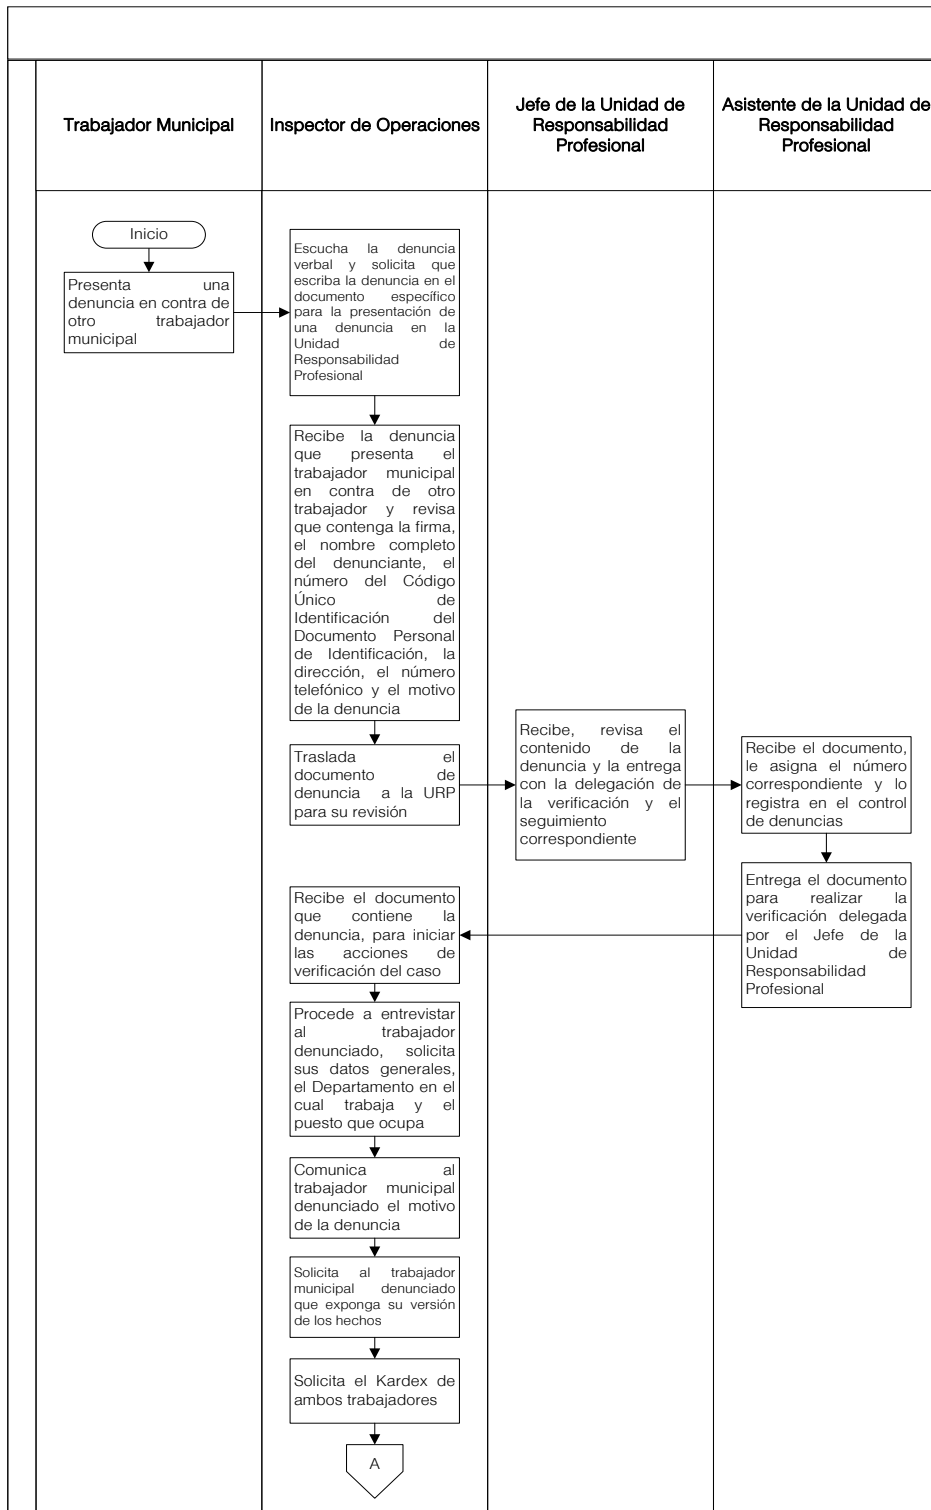 Trabajador Municipal
Inspector de Operaciones
Jefe de la Unidad de
Responsabilidad
Profesional
Asistente de la Unidad de
Responsabilidad
Profesional
Inicio
Presenta una
denuncia en contra de
otro trabajador
municipal
Escucha la denuncia
verbal y solicita que
escriba la denuncia en el
documento específico
para la presentación de
una denuncia en la
Unidad de
Responsabilidad
Profesional
Recibe la denuncia
que presenta el
trabajador municipal
en contra de otro
trabajador y revisa
que contenga la firma,
el nombre completo
del denunciante, el
número del Código
Único de
Identificación del
Documento Personal
de Identificación, la
dirección, el número
telefónico y el motivo
de la denuncia
Traslada el
documento de
denuncia a la URP
para su revisión
Recibe, revisa el
contenido de la
denuncia y la entrega
con la delegación de
la verificación y el
seguimiento
correspondiente
Recibe el documento,
le asigna el número
correspondiente y lo
registra en el control
de denuncias
Entrega el documento
para realizar la
verificación delegada
por el Jefe de la
Unidad de
Responsabilidad
Profesional
Recibe el documento
que contiene la
denuncia, para iniciar
las acciones de
verificación del caso
Procede a entrevistar
al trabajador
denunciado, solicita
sus datos generales,
el Departamento en el
cual trabaja y el
puesto que ocupa
Comunica al
trabajador municipal
denunciado el motivo
de la denuncia
Solicita al trabajador
municipal denunciado
que exponga su versión
de los hechos
Solicita el Kardex de
ambos trabajadores
A